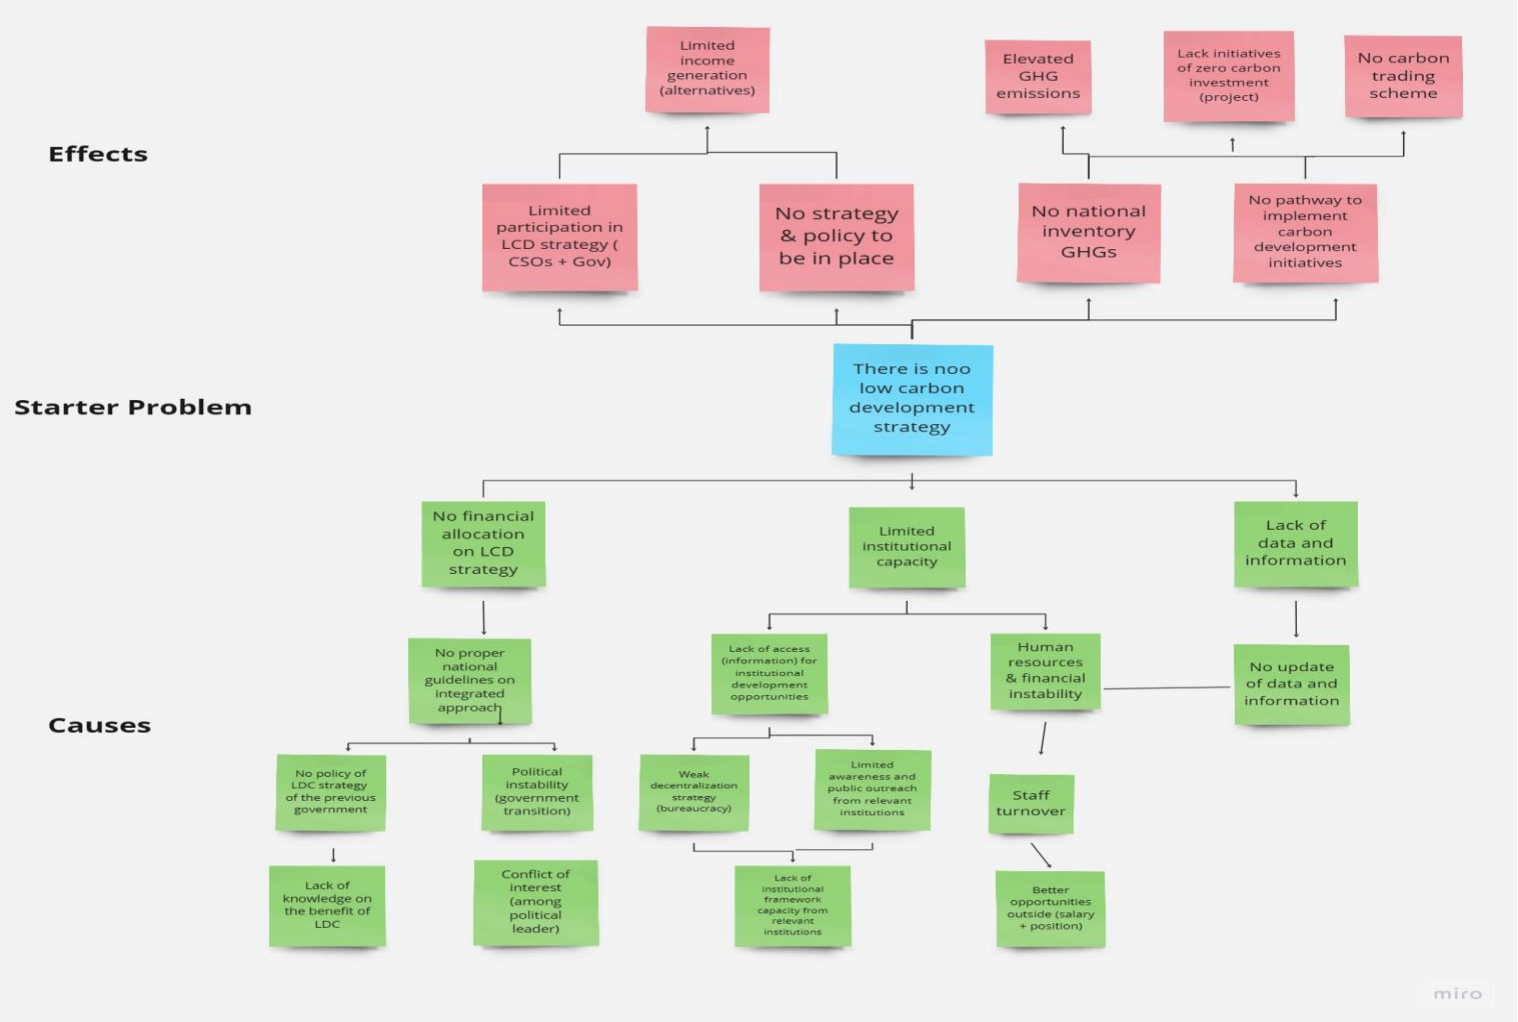 Limited
income
generation
(alternatives)
Elevated
GHG
emissions
Lack initiatives
of zero carbon
investment
(project)
No carbon
trading
scheme
Effects
Limited
participation in
LCD strategy (
CSOs + Gov)
No strategy
& policy to
be in place
No national
inventory
GHGs
No pathway to
implement
carbon
development
initiatives
Starter Problem
There is noo
low carbon
development
strategy
No financial
allocation
on LCD
strategy
Limited
institutional
capacity
Lack of
data and
information
No proper
national
guidelines on
integrated
approach
Lack of access
(information) for
institutional
development
opportunities
Human
resources
& financial
instability
No update
of data and
information
Causes
No policy of
LDC strategy
of the previous
government
Political
instability
(government
transition)
Weak
decentralization
strategy
(bureaucracy)
Limited
awareness and
public outreach
from relevant
institutions
Staff
turnover
Lack of
knowledge on
the benefit of
LDC
Conflict of
interest
(among
political
leader)
Lack of
institutional
framework
capacity from
relevant
institutions
Better
opportunities
outside (salary
+ position)
miro